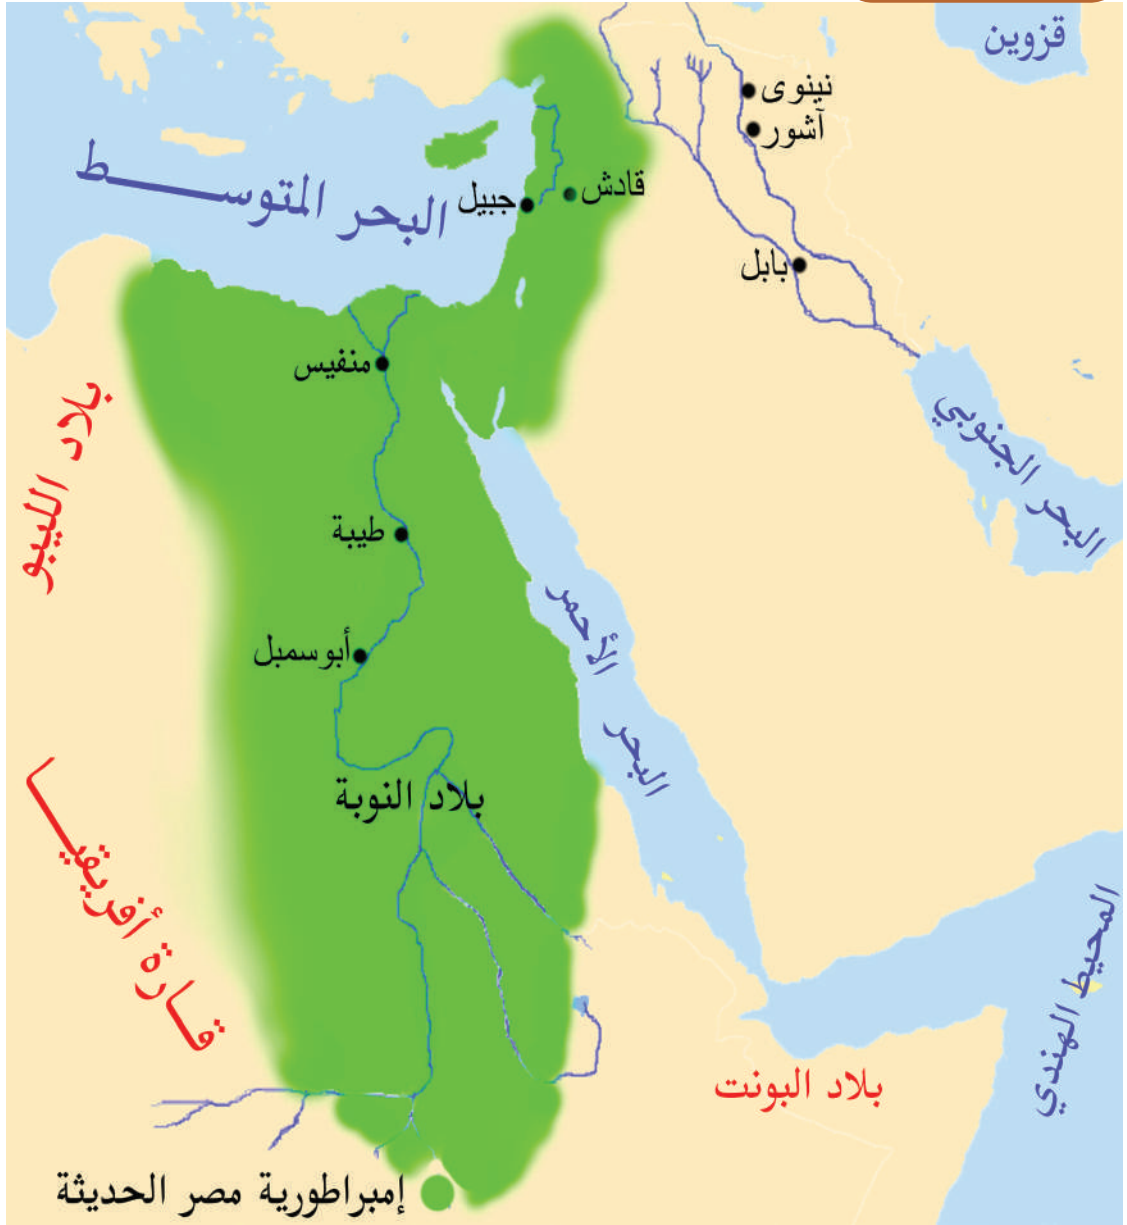 قزوين
نينوى
آشور
قادش
جبيل
البحر المتوسط
بابل
منفيس
بلاد الليبو
البحر الجنوبي
طيبة
البحر الأحمر
أبوسمبل
بلاد النوبة
قارة أفريقيا
المحيط الهندي
بلاد البونت
إمبراطورية مصر الحديثة